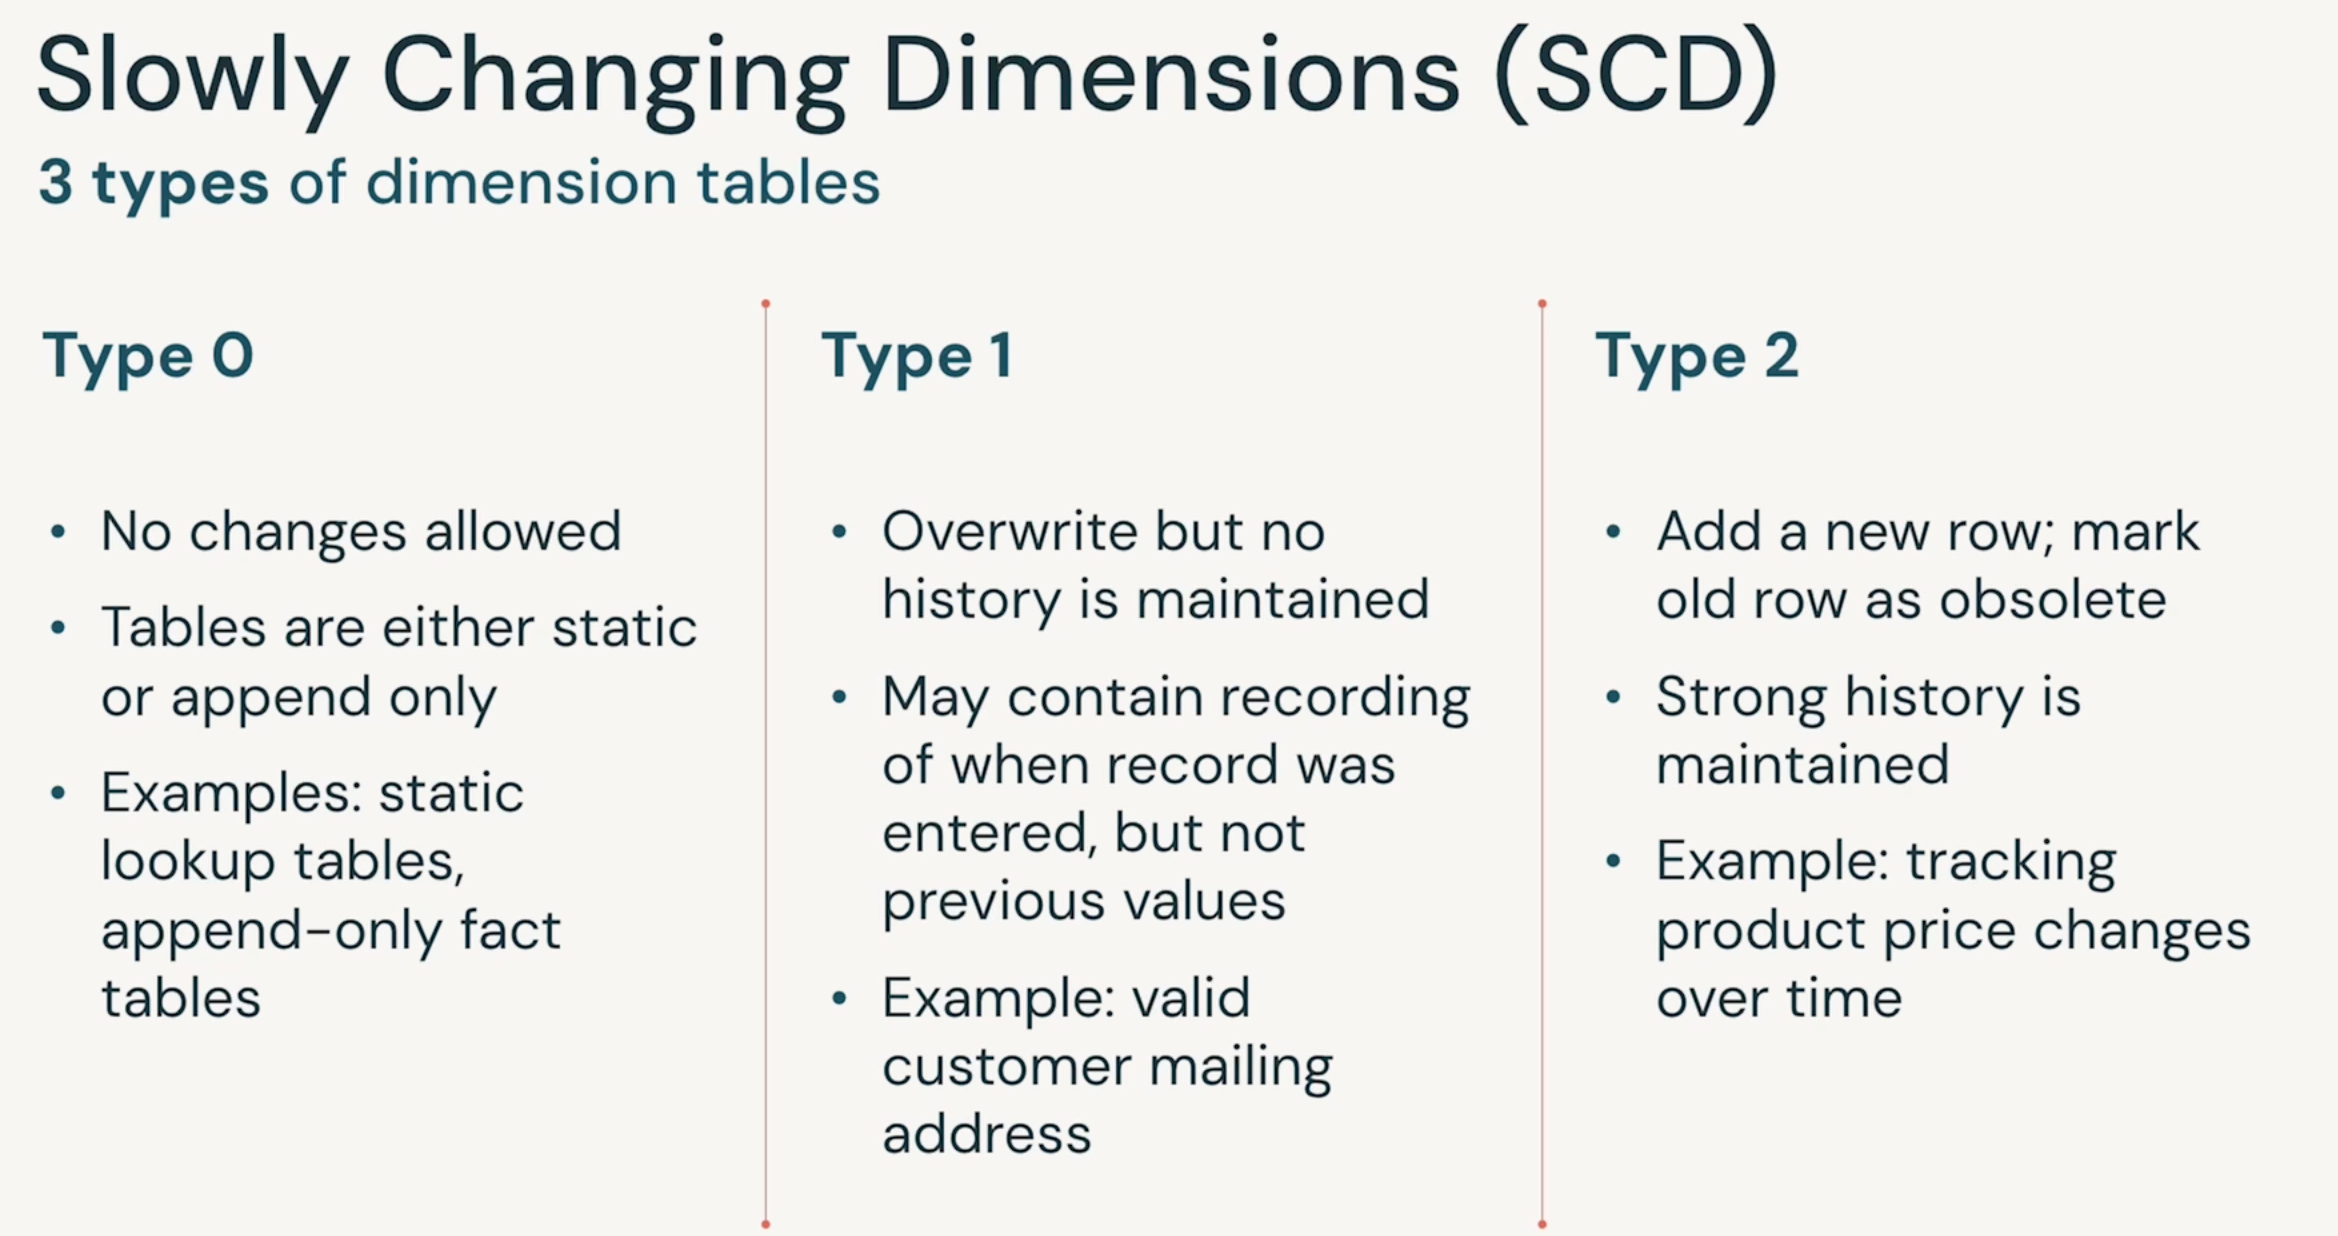 Slowly Changing Dimensions (SCD)
3 types of dimension tables
Type 0
• No changes allowed
• Tables are either static
or append only
• Examples: static
lookup tables,
append-only fact
tables
Type 1
• Overwrite but no
history is maintained
• May contain recording
of when record was
entered, but not
previous values
• Example: valid
customer mailing
address
Type 2
• Add a new row; mark
old row as obsolete
• Strong history is
maintained
• Example: tracking
product price changes
over time